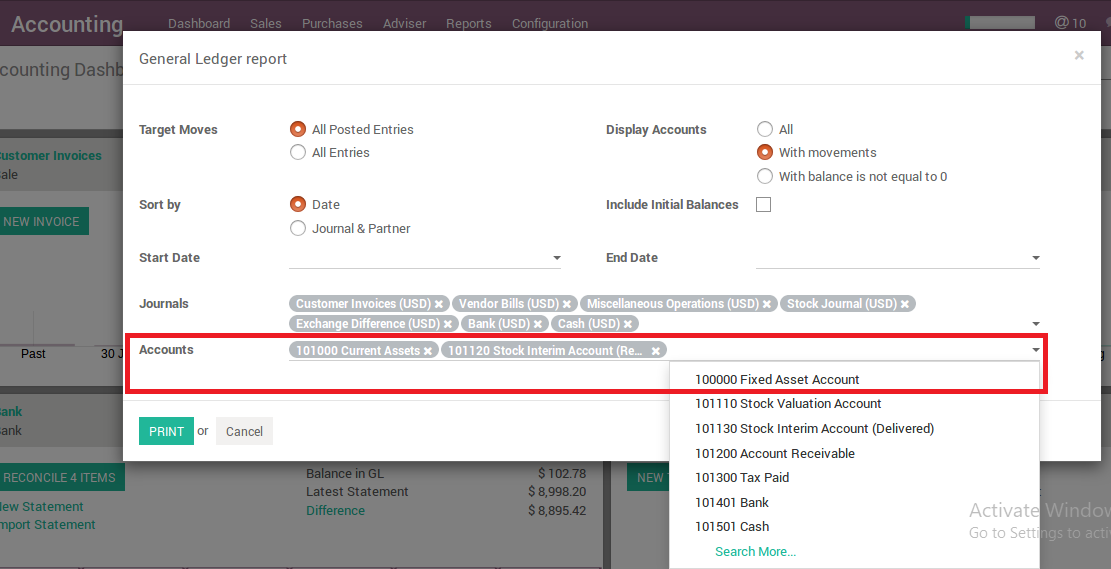 Accounting Dashboard Sales Purchases Adviser Reports Configuration @ 10
counting Dashb
General Ledger report ×
Target Moves All Posted Entries Display Accounts All
All Entries With movements
With balance is not equal to 0
Sort by Date Include Initial Balances
Journal & Partner
Start Date End Date
Journals Customer Invoices (USD) × Vendor Bills (USD) × Miscellaneous Operations (USD) × Stock Journal (USD) ×
Exchange Difference (USD) × Bank (USD) × Cash (USD) ×
Accounts 101000 Current Assets × 101120 Stock Interim Account (Re... ×
100000 Fixed Asset Account
101110 Stock Valuation Account
101130 Stock Interim Account (Delivered)
101200 Account Receivable
101300 Tax Paid
101401 Bank
101501 Cash
Search More...
PRINT or Cancel
ustomer Invoices
ale
NEW INVOICE
Past 30 J
ank
ank
RECONCILE 4 ITEMS
ew Statement
mport Statement
Balance in GL $ 102.78
Latest Statement $ 8,998.20
Difference $ 8,895.42
NEW T
Activate Window
Go to Settings to acti